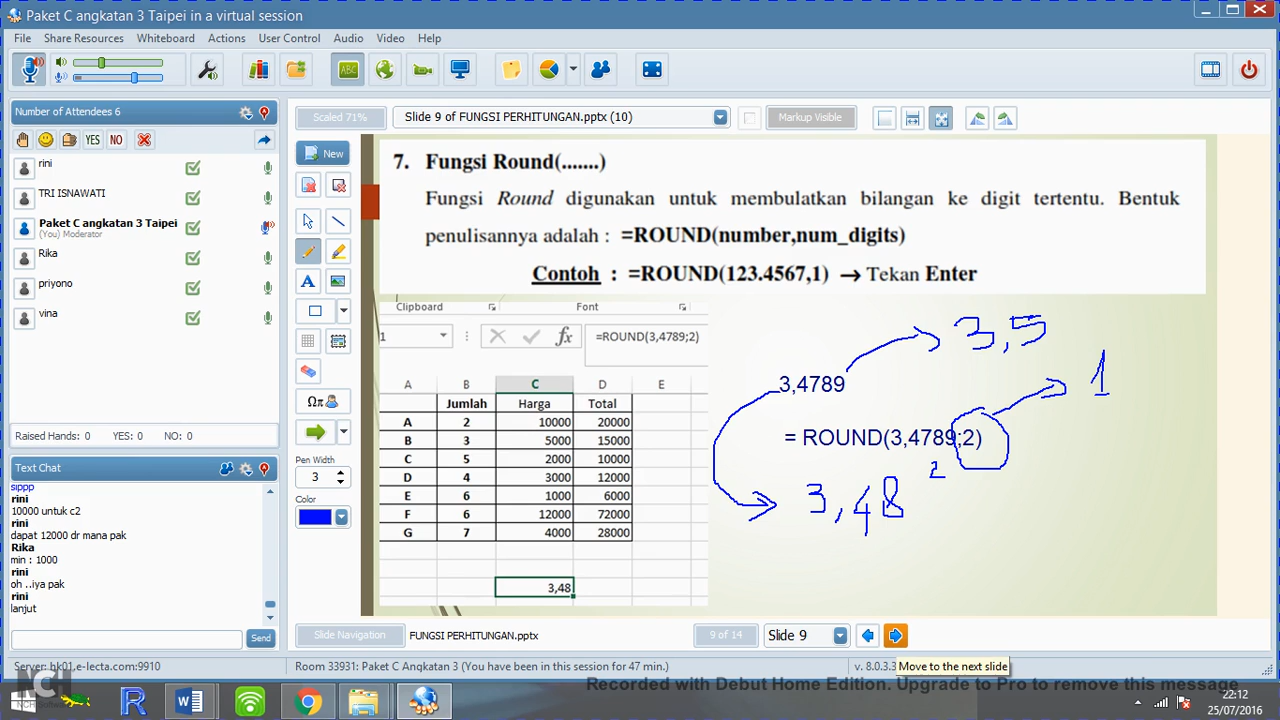 Paket C angkatan 3 Taipei in a virtual session
File Share Resources Whiteboard Actions User Control Audio Video Help
Number of Attendees 6
YES NO
rini
TRI ISNAWATI
Paket C angkatan 3 Taipei
(You) Moderator
Rika
priyono
vina
Raised Hands: 0 YES: 0 NO: 0
Text Chat
sippp
rini
10000 untuk c2
rini
dapat 12000 dr mana pak
Rika
min : 1000
rini
oh ..iya pak
rini
lanjut
Send
Scaled 71% Slide 9 of FUNGSI PERHITUNGAN.pptx (10) Markup Visible
New
ABC
A
Ωπ
Pen Width
3
Color
7. Fungsi Round(.......)
Fungsi Round digunakan untuk membulatkan bilangan ke digit tertentu. Bentuk
penulisannya adalah : =ROUND(number,num_digits)
Contoh : =ROUND(123.4567,1) → Tekan Enter
Clipboard Font
1 fx =ROUND(3,4789;2)
A B C D E
Jumlah Harga Total
A 2 10000 20000
B 3 5000 15000
C 5 2000 10000
D 4 3000 12000
E 6 1000 6000
F 6 12000 72000
G 7 4000 28000
3,48
3,5
3,4789
1
= ROUND(3,4789;2)
2
3,48
Slide Navigation FUNGSI PERHITUNGAN.pptx 9 of 14 Slide 9
Server: bk01.e-lecta.com:9910 Room 33931: Paket C Angkatan 3 (You have been in this session for 47 min.) v. 8.0.3.3
Move to the next slide
Recorded with Debut Home Edition. Upgrade to Pro to remove this message
NCH
NCH Software
22:12
25/07/2016